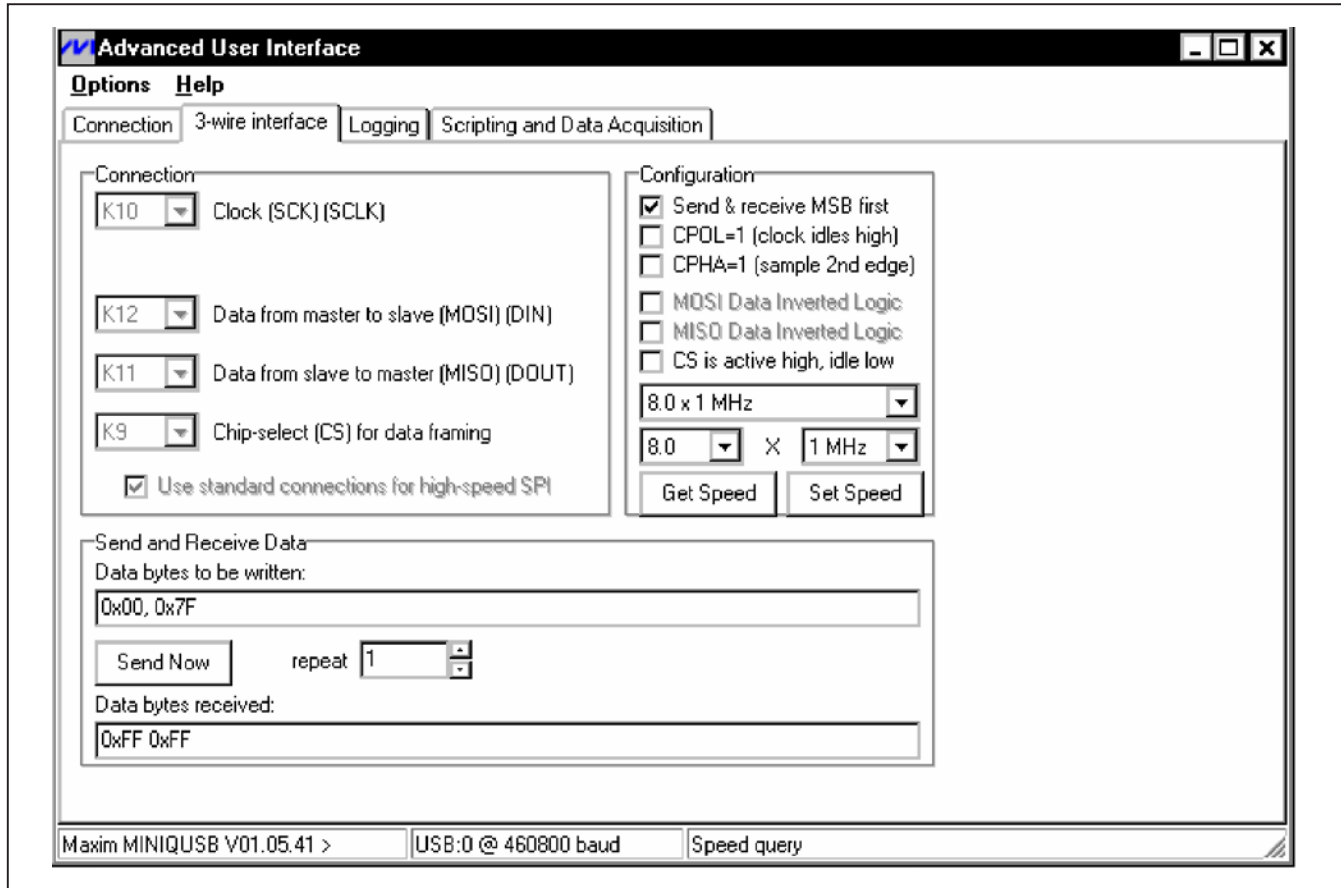 Advanced User Interface
Options Help
Connection 3-wire interface Logging Scripting and Data Acquisition
Connection
K10 Clock (SCK) (SCLK)
K12 Data from master to slave (MOSI) (DIN)
K11 Data from slave to master (MISO) (DOUT)
K9 Chip-select (CS) for data framing
Use standard connections for high-speed SPI
Configuration
Send & receive MSB first
CPOL=1 (clock idles high)
CPHA=1 (sample 2nd edge)
MOSI Data Inverted Logic
MISO Data Inverted Logic
CS is active high, idle low
8.0 x 1 MHz
8.0 X 1 MHz
Get Speed Set Speed
Send and Receive Data
Data bytes to be written:
0x00, 0x7F
Send Now repeat 1
Data bytes received:
0xFF 0xFF
Maxim MINIQUSB V01.05.41 > USB:0 @ 460800 baud Speed query